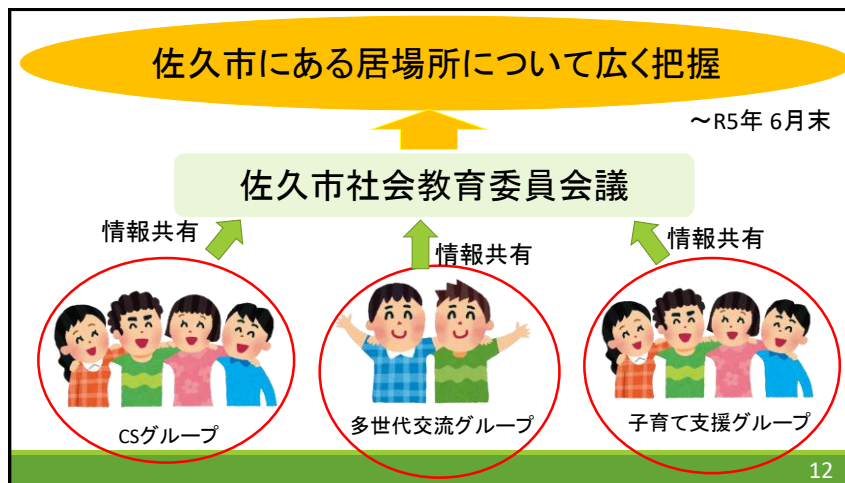 佐久市にある居場所について広く把握
～R5年 6月末
佐久市社会教育委員会議
情報共有
情報共有
情報共有
CSグループ
多世代交流グループ
子育て支援グループ
12